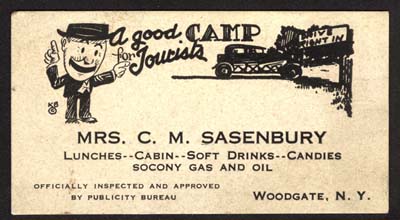 A good CAMP
for Tourists
DRIVE
RIGHT IN
KB
©
MRS. C. M. SASENBURY
LUNCHES--CABIN--SOFT DRINKS--CANDIES
SOCONY GAS AND OIL
OFFICIALLY INSPECTED AND APPROVED
BY PUBLICITY BUREAU
WOODGATE, N. Y.